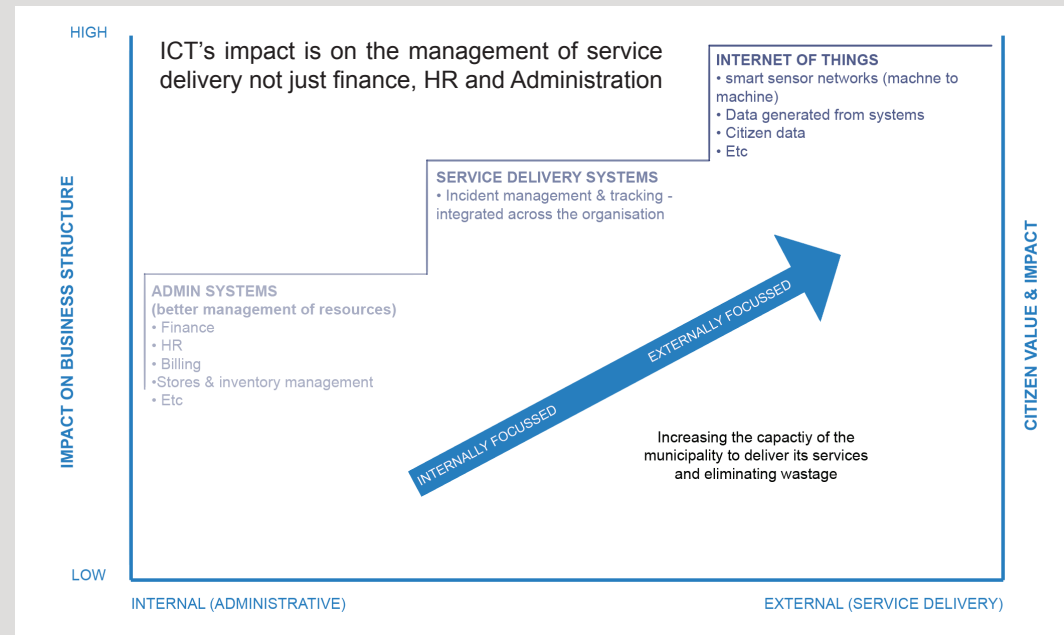 HIGH
ICT's impact is on the management of service
delivery not just finance, HR and Administration
INTERNET OF THINGS
• smart sensor networks (machne to
machine)
• Data generated from systems
• Citizen data
• Etc
SERVICE DELIVERY SYSTEMS
• Incident management & tracking -
integrated across the organisation
ADMIN SYSTEMS
(better management of resources)
• Finance
• HR
• Billing
•Stores & inventory management
• Etc
IMPACT ON BUSINESS STRUCTURE
CITIZEN VALUE & IMPACT
INTERNALLY FOCUSSED
EXTERNALLY FOCUSSED
Increasing the capactiy of the
municipality to deliver its services
and eliminating wastage
LOW
INTERNAL (ADMINISTRATIVE)
EXTERNAL (SERVICE DELIVERY)